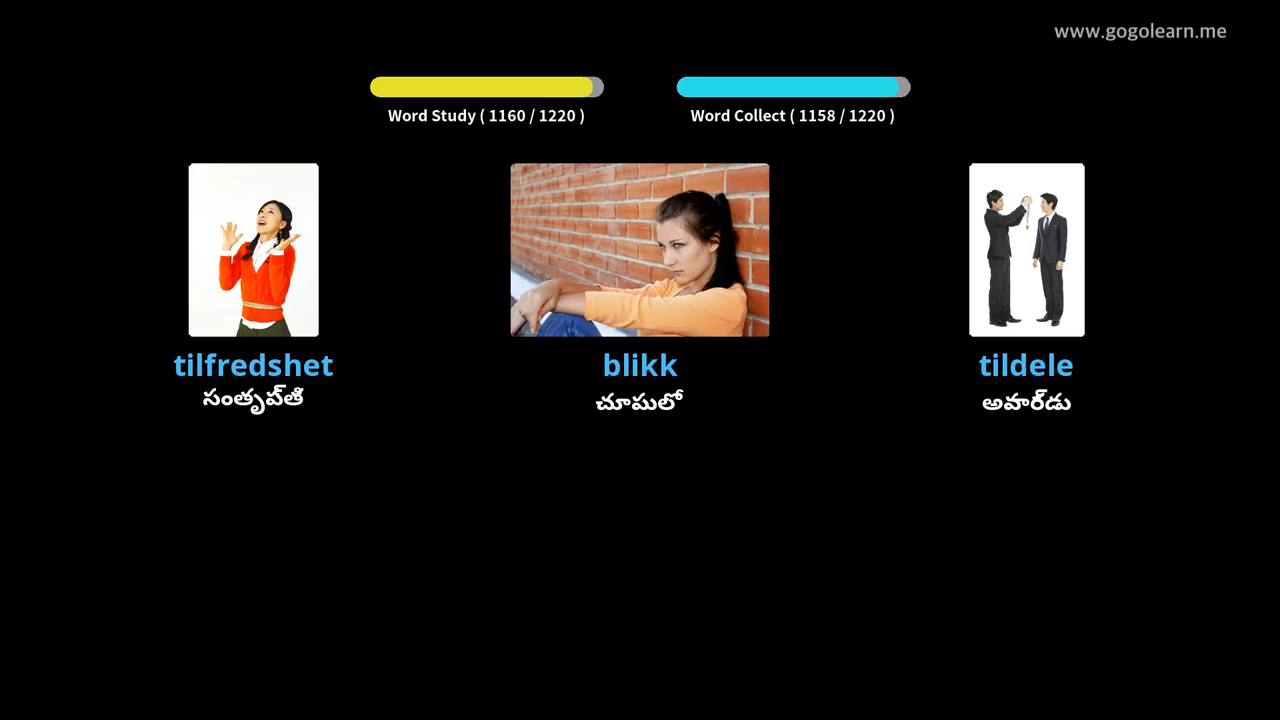 www.gogolearn.me
Word Study ( 1160 / 1220 )
Word Collect ( 1158 / 1220 )
tilfredshet
blikk
tildele
సంతృప్తి
చూపులో
అవార్డు